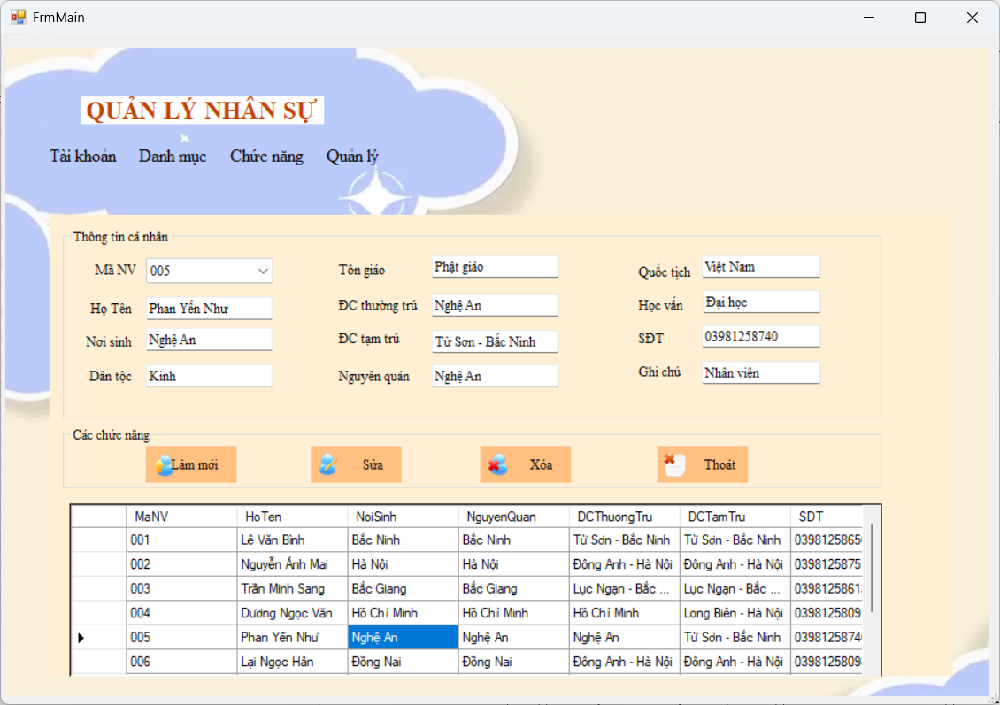 FrmMain
QUẢN LÝ NHÂN SỰ
Tài khoản Danh mục Chức năng Quản lý
Thông tin cá nhân
Mã NV 005 Tôn giáo Phật giáo Quốc tịch Việt Nam
Họ Tên Phan Yến Như ĐC thường trú Nghệ An Học vấn Đại học
Nơi sinh Nghệ An ĐC tạm trú Từ Sơn - Bắc Ninh SĐT 03981258740
Dân tộc Kinh Nguyên quán Nghệ An Ghi chú Nhân viên
Các chức năng
Làm mới Sửa Xóa Thoát
MaNV HoTen NoiSinh NguyenQuan DCThuongTru DCTamTru SDT
001 Lê Văn Bình Bắc Ninh Bắc Ninh Từ Sơn - Bắc Ninh Từ Sơn - Bắc Ninh 0398125865
002 Nguyễn Ánh Mai Hà Nội Hà Nội Đông Anh - Hà Nội Đông Anh - Hà Nội 0398125875
003 Trần Minh Sang Bắc Giang Bắc Giang Lục Ngạn - Bắc ... Lục Ngạn - Bắc ... 0398125861
004 Dương Ngọc Văn Hồ Chí Minh Hồ Chí Minh Hồ Chí Minh Long Biên - Hà Nội 0398125809
005 Phan Yến Như Nghệ An Nghệ An Nghệ An Từ Sơn - Bắc Ninh 0398125874
006 Lại Ngọc Hân Đồng Nai Đồng Nai Đông Anh - Hà Nội Đông Anh - Hà Nội 0398125809